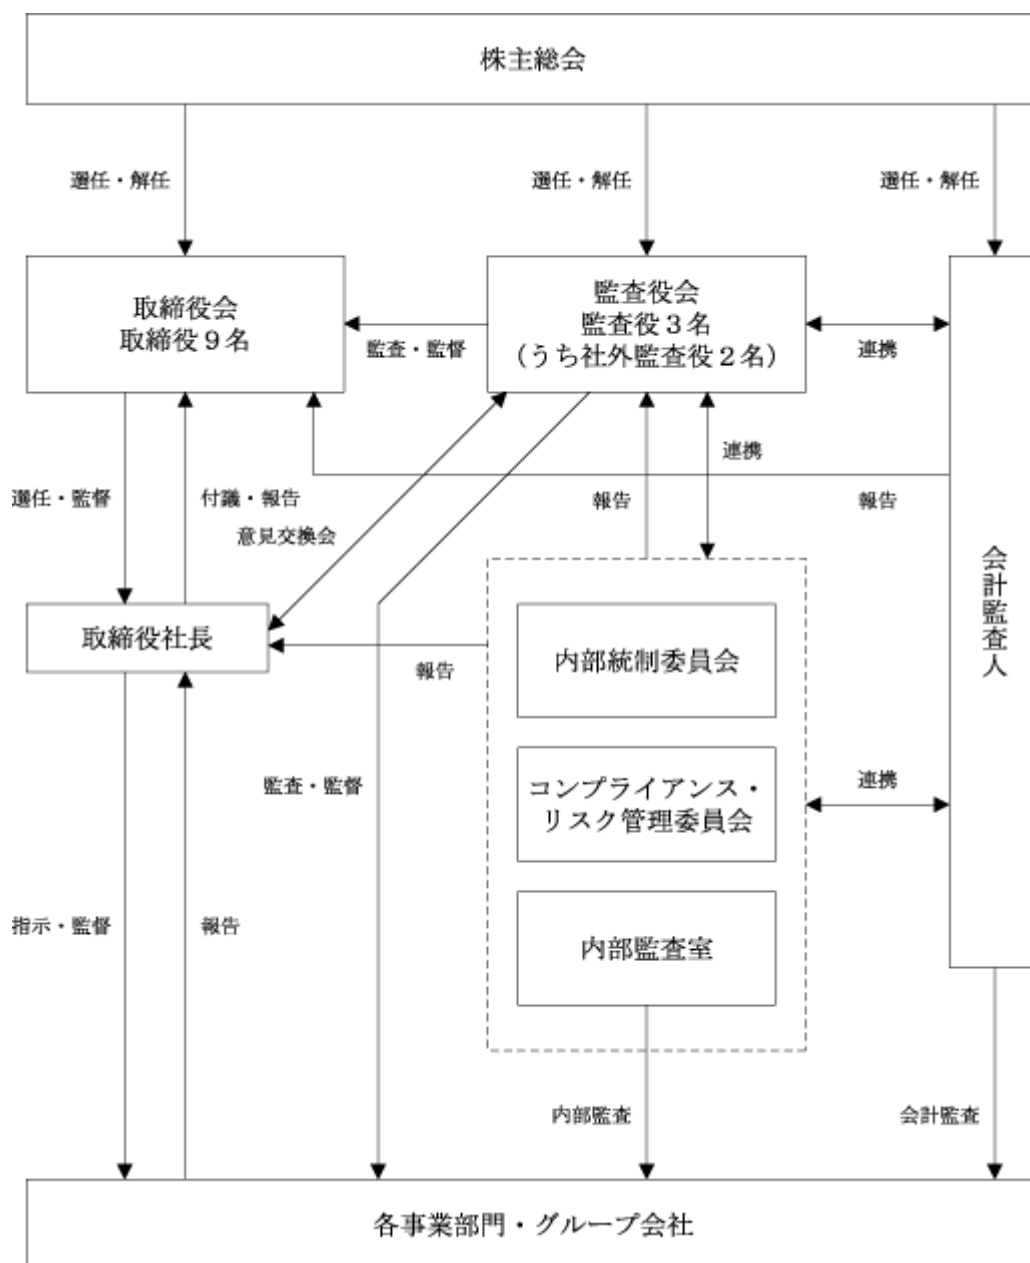 株主総会
選任・解任
選任・解任
選任・解任
取締役会
取締役９名
監査・監督
監査役会
監査役３名
（うち社外監査役２名）
連携
連携
選任・監督
付議・報告
意見交換会
報告
報告
会計監査人
取締役社長
報告
内部統制委員会
監査・監督
コンプライアンス・
リスク管理委員会
連携
指示・監督
報告
内部監査室
内部監査
会計監査
各事業部門・グループ会社